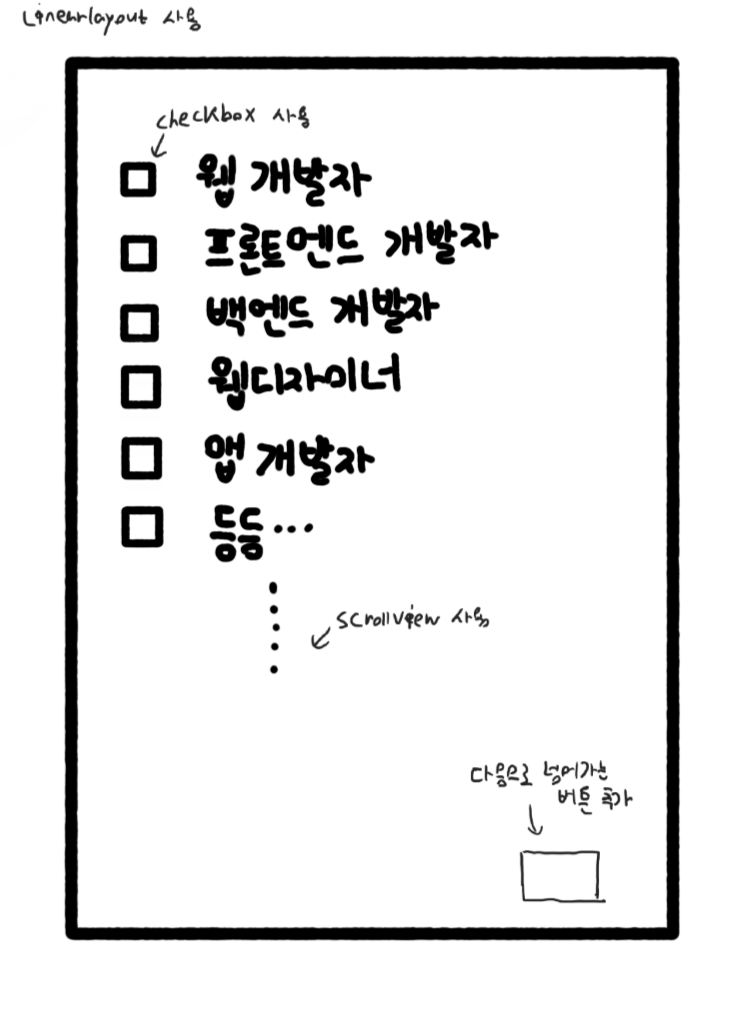 Linearlayout 사용
checkbox 사용
웹 개발자
프론트엔드 개발자
백엔드 개발자
웹디자이너
앱 개발자
등등...
scrollview 사용
다음으로 넘어가는
버튼 추가